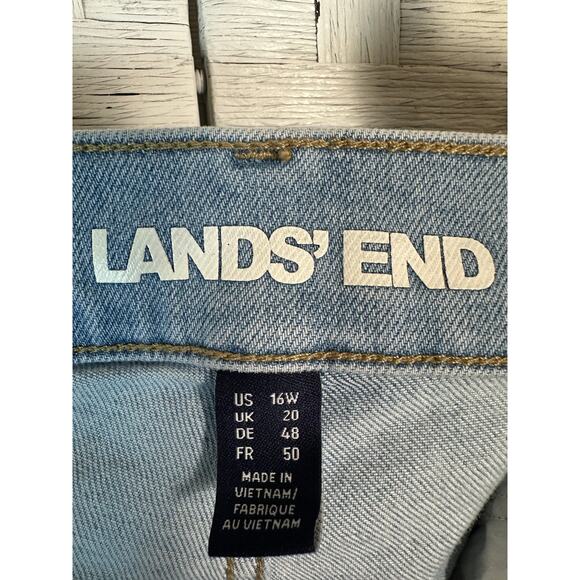 LANDS' END
US 16W
UK 20
DE 48
FR 50
MADE IN
VIETNAM/
FABRIQUE
AU VIETNAM